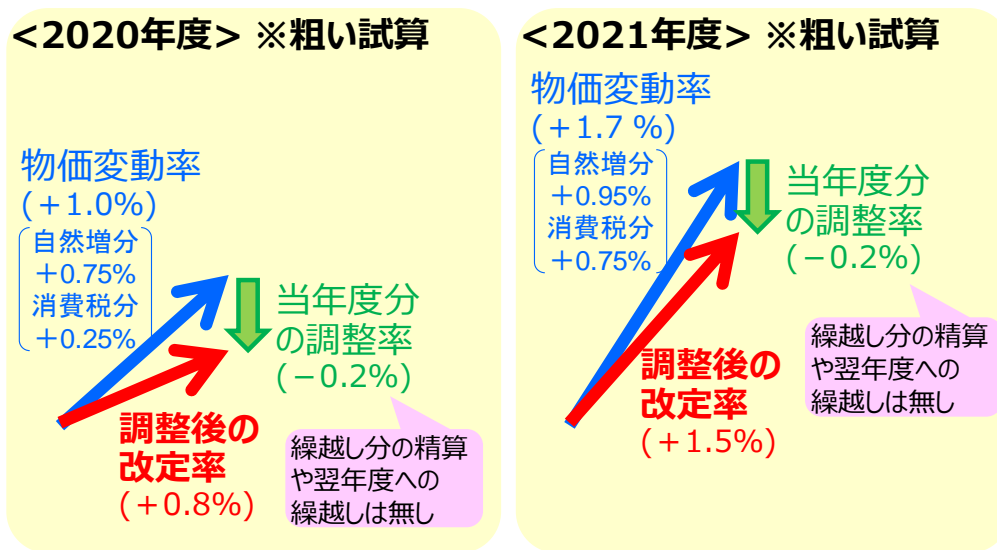 <2020年度> ※粗い試算
物価変動率
(＋1.0%)
自然増分
＋0.75%
消費税分
＋0.25%
当年度分
の調整率
(－0.2%)
調整後の
改定率
(＋0.8%)
繰越し分の精算
や翌年度への
繰越しは無し
<2021年度> ※粗い試算
物価変動率
(＋1.7 %)
自然増分
＋0.95%
消費税分
＋0.75%
当年度分
の調整率
(－0.2%)
調整後の
改定率
(＋1.5%)
繰越し分の精算
や翌年度への
繰越しは無し